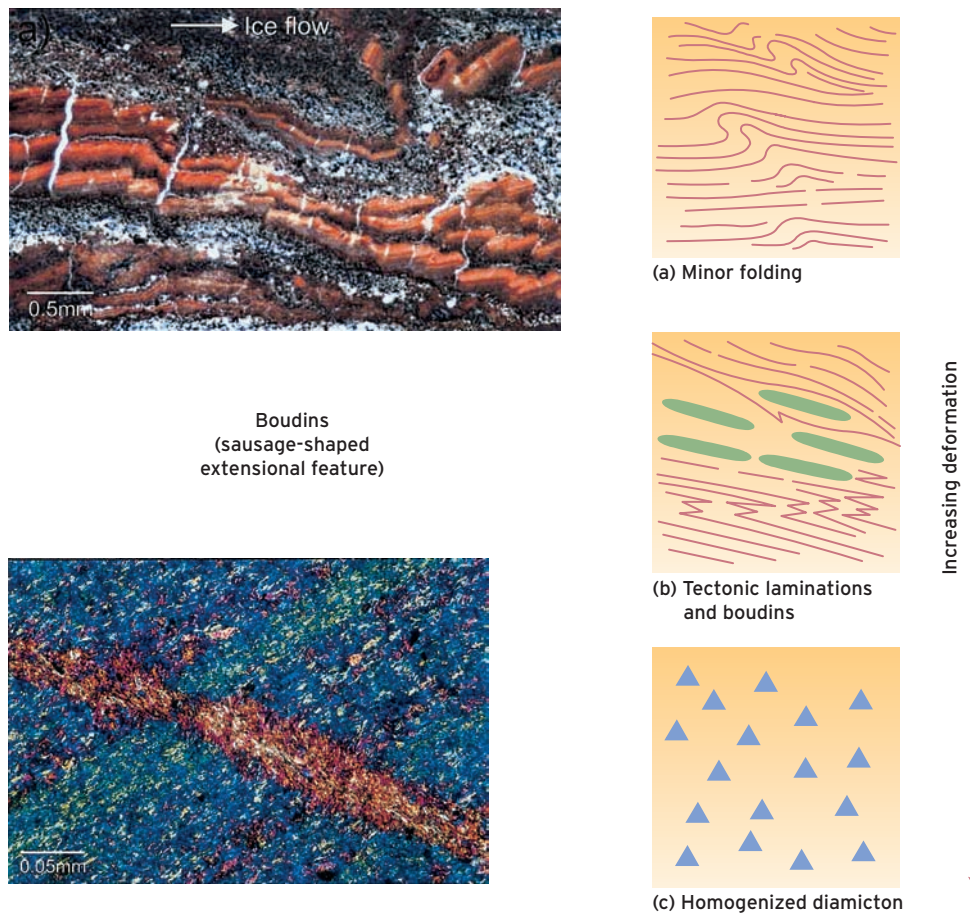 a)
Ice flow
0.5mm
Boudins
(sausage-shaped
extensional feature)
0.05mm
(a) Minor folding
(b) Tectonic laminations
and boudins
(c) Homogenized diamicton
Increasing deformation